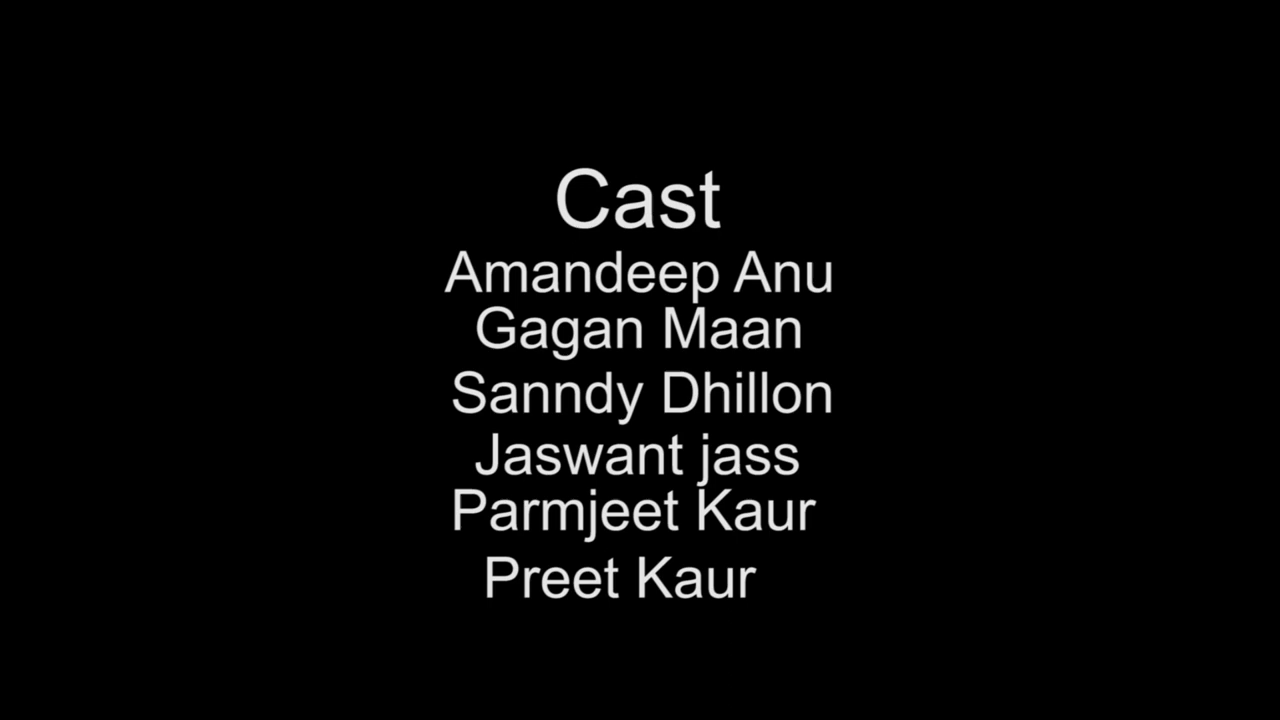 Cast
Amandeep Anu
Gagan Maan
Sanndy Dhillon
Jaswant jass
Parmjeet Kaur
Preet Kaur